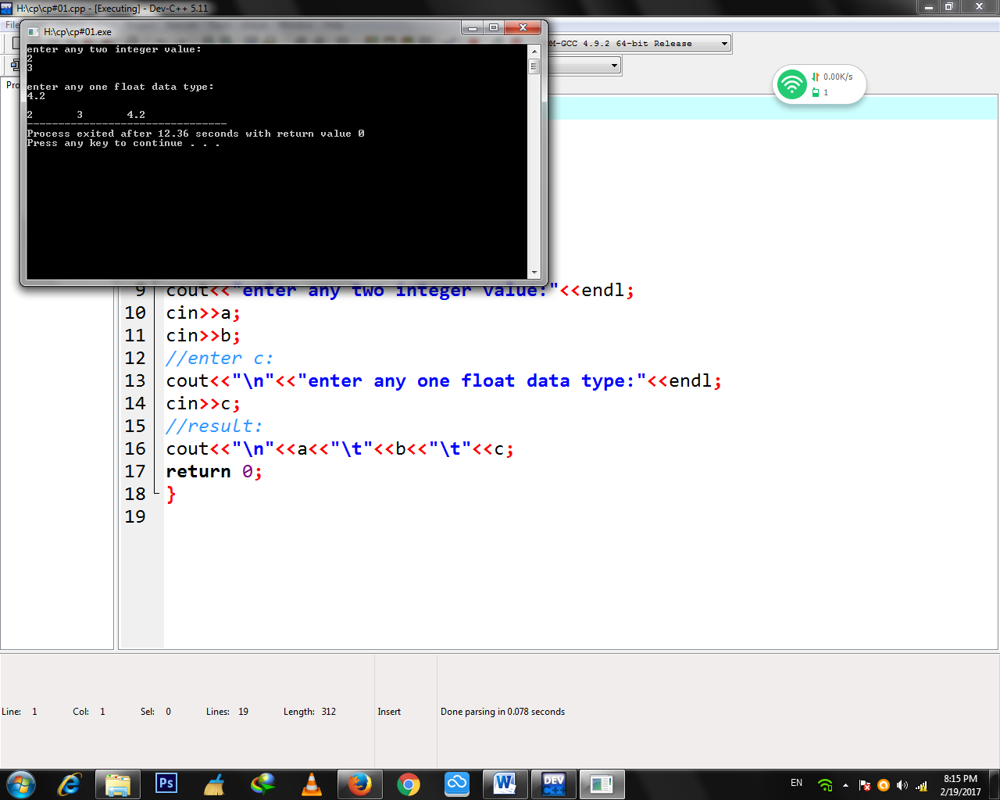 H:\cp\cp#01.cpp - [Executing] - Dev-C++ 5.11
H:\cp\cp#01.exe
enter any two integer value:
2
3
enter any one float data type:
4.2
2 3 4.2
--------------------------------
Process exited after 12.36 seconds with return value 0
Press any key to continue . . .
DM-GCC 4.9.2 64-bit Release
0.00K/s
1
9 cout<<"enter any two integer value:"<<endl;
10 cin>>a;
11 cin>>b;
12 //enter c:
13 cout<<"\n"<<"enter any one float data type:"<<endl;
14 cin>>c;
15 //result:
16 cout<<"\n"<<a<<"\t"<<b<<"\t"<<c;
17 return 0;
18 }
19
Line: 1 Col: 1 Sel: 0 Lines: 19 Length: 312 Insert Done parsing in 0.078 seconds
Ps
W
DEV
C++
EN
8:15 PM
2/19/2017